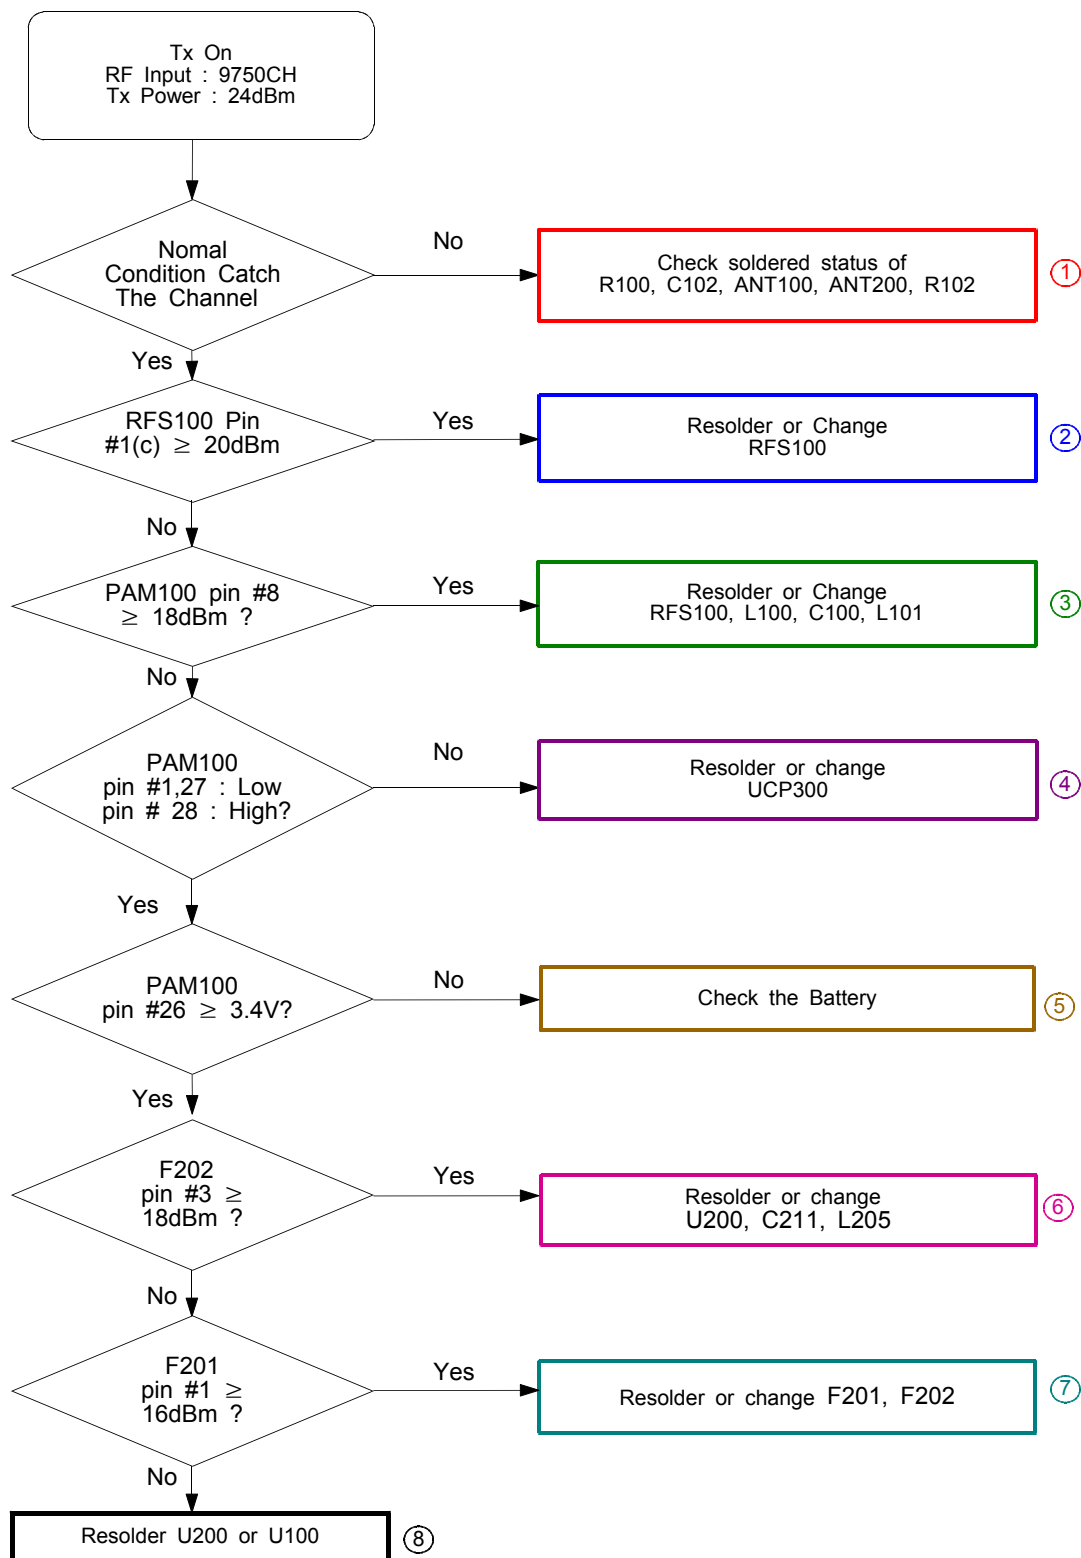 Tx On
RF Input : 9750CH
Tx Power : 24dBm
Nomal
Condition Catch
The Channel
No
Check soldered status of
R100, C102, ANT100, ANT200, R102
1
Yes
RFS100 Pin
#1(c) ≥ 20dBm
Yes
Resolder or Change
RFS100
2
No
PAM100 pin #8
≥ 18dBm ?
Yes
Resolder or Change
RFS100, L100, C100, L101
3
No
PAM100
pin #1,27 : Low
pin # 28 : High?
No
Resolder or change
UCP300
4
Yes
PAM100
pin #26 ≥ 3.4V?
No
Check the Battery
5
Yes
F202
pin #3 ≥
18dBm ?
Yes
Resolder or change
U200, C211, L205
6
No
F201
pin #1 ≥
16dBm ?
Yes
Resolder or change F201, F202
7
No
Resolder U200 or U100
8